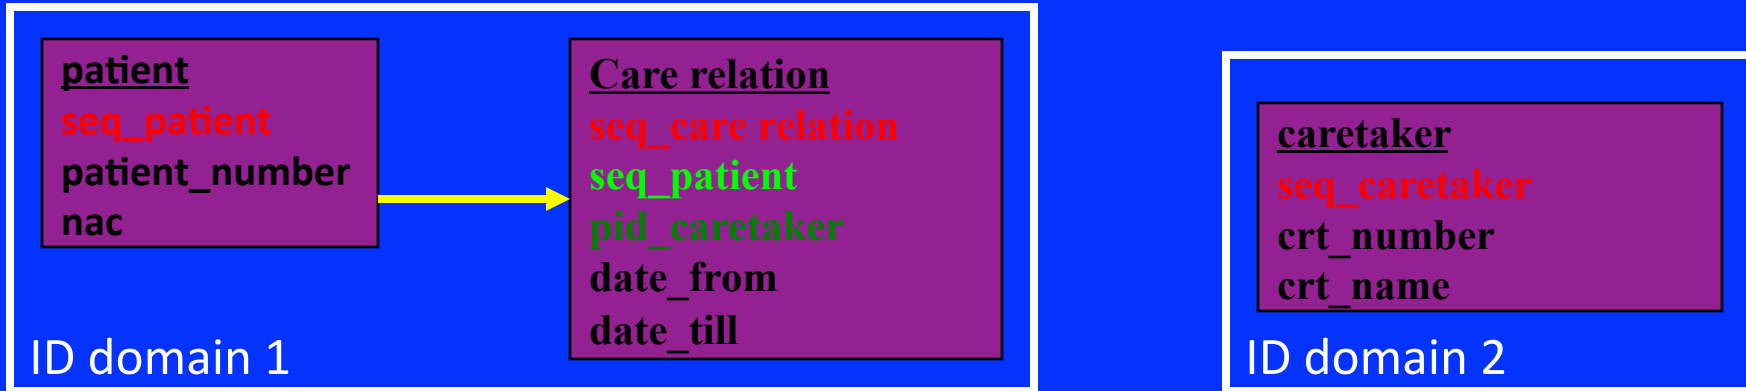 patient
seq_patient
patient_number
nac
Care relation
seq_care relation
seq_patient
pid_caretaker
date_from
date_till
ID domain 1
caretaker
seq_caretaker
crt_number
crt_name
ID domain 2